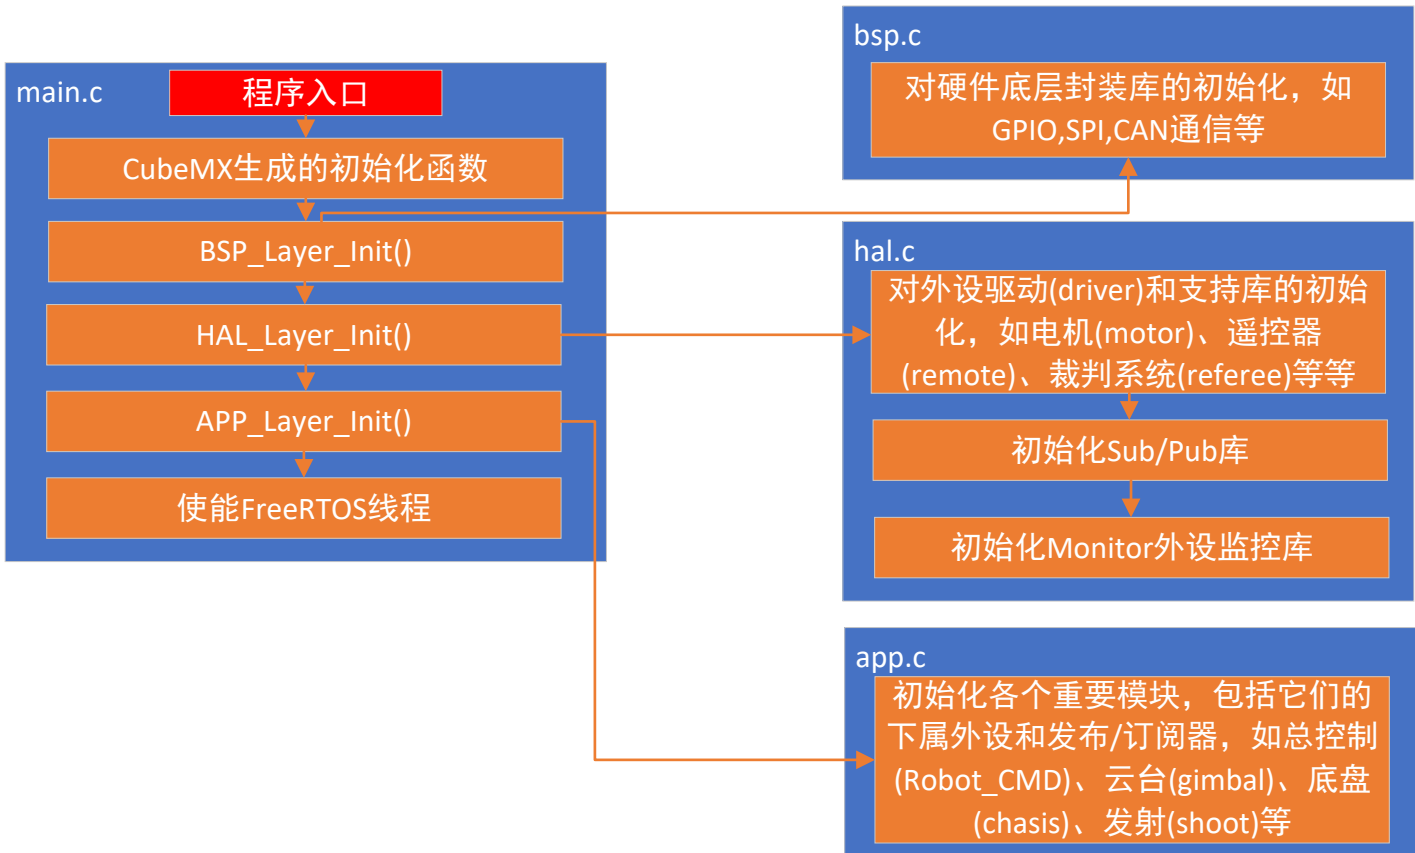 main.c
程序入口
CubeMX生成的初始化函数
BSP_Layer_Init()
HAL_Layer_Init()
APP_Layer_Init()
使能FreeRTOS线程
bsp.c
对硬件底层封装库的初始化，如
GPIO,SPI,CAN通信等
hal.c
对外设驱动(driver)和支持库的初始
化，如电机(motor)、遥控器
(remote)、裁判系统(referee)等等
初始化Sub/Pub库
初始化Monitor外设监控库
app.c
初始化各个重要模块，包括它们的
下属外设和发布/订阅器，如总控制
(Robot_CMD)、云台(gimbal)、底盘
(chasis)、发射(shoot)等